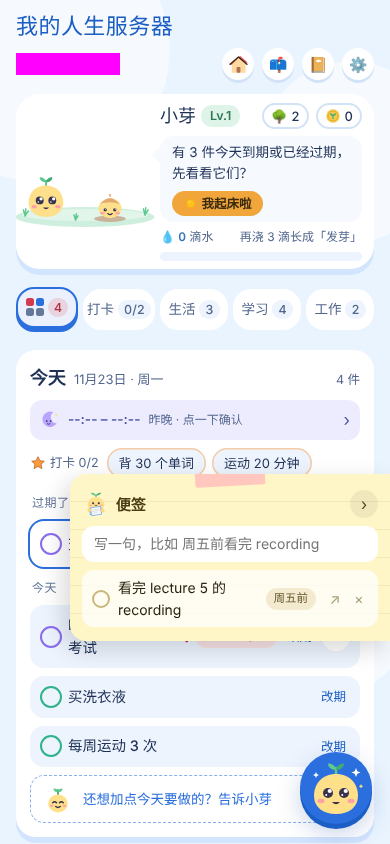 我的人生服务器
小芽 Lv.1 2 0
有 3 件今天到期或已经过期，
先看看它们？
我起床啦
0 滴水 再浇 3 滴长成「发芽」
4 打卡 0/2 生活 3 学习 4 工作 2
今天 11月23日 · 周一 4 件
--:-- – --:-- 昨晚 · 点一下确认 ›
打卡 0/2 背 30 个单词 运动 20 分钟
过期了
便签 ›
写一句，比如 周五前看完 recording
看完 lecture 5 的
recording
周五前
今天
考试
买洗衣液 改期
每周运动 3 次 改期
还想加点今天要做的？告诉小芽